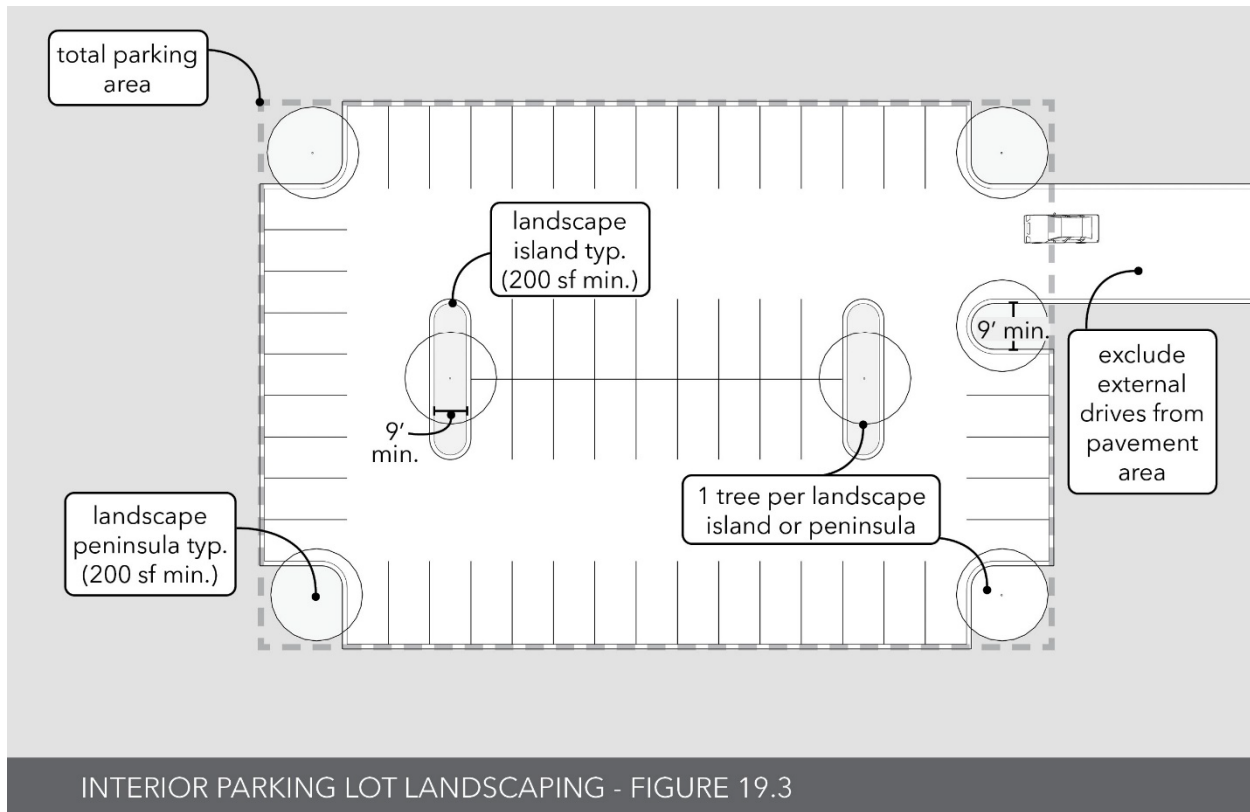 total parking
area
landscape
island typ.
(200 sf min.)
9' min.
exclude
external
drives from
pavement
area
9'
min.
1 tree per landscape
island or peninsula
landscape
peninsula typ.
(200 sf min.)
INTERIOR PARKING LOT LANDSCAPING - FIGURE 19.3